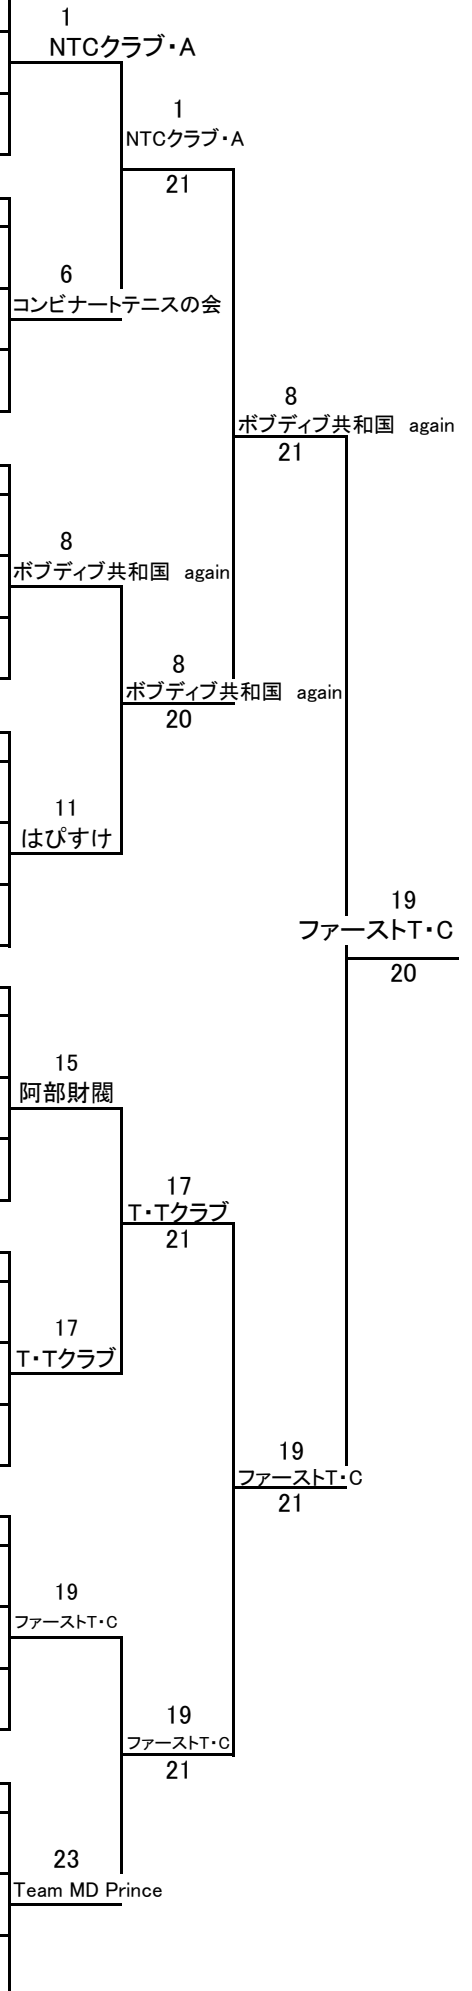 1
NTCクラブ・A
1
NTCクラブ・A
21
6
コンビナートテニスの会
8
ボブディブ共和国　again
21
8
ボブディブ共和国　again
8
ボブディブ共和国　again
20
11
はぴすけ
19
ファーストT・C
20
15
阿部財閥
17
T・Tクラブ
21
17
T・Tクラブ
19
ファーストT・C
21
19
ファーストT・C
19
ファーストT・C
21
23
Team MD Prince